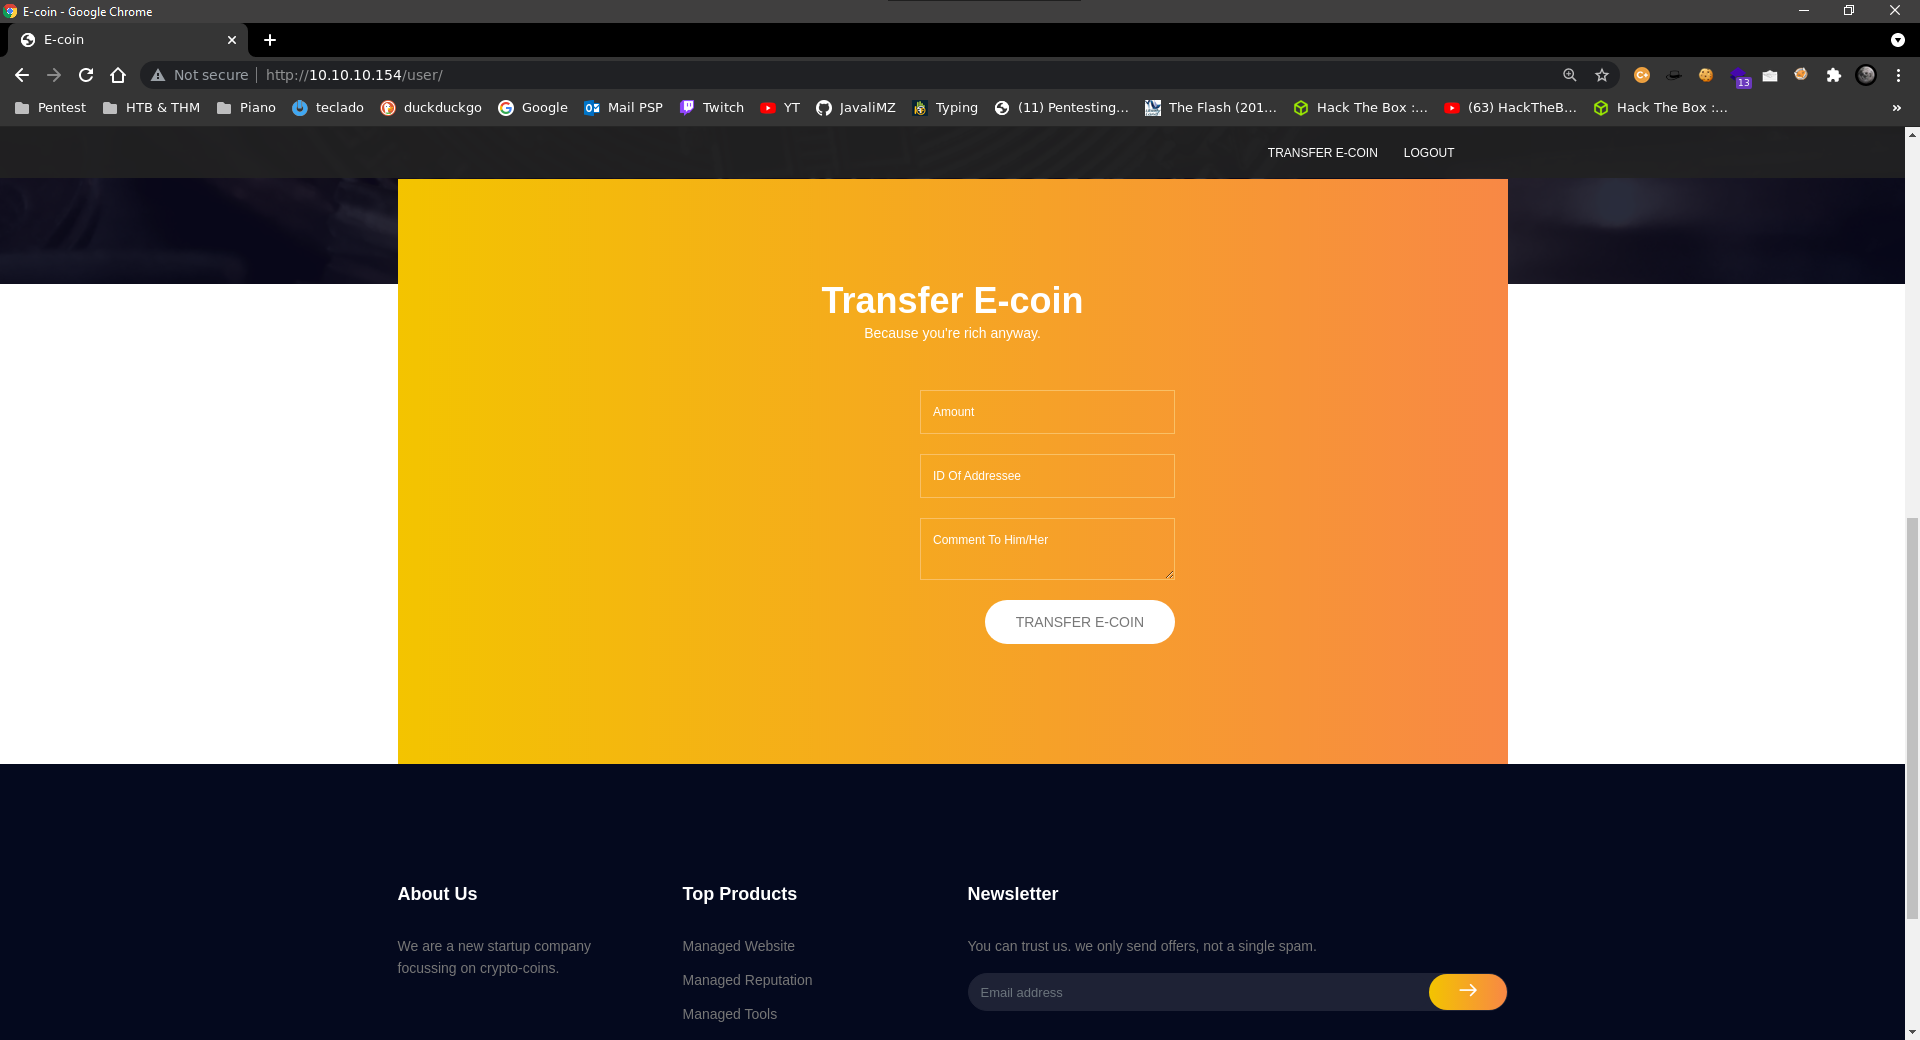 E-coin - Google Chrome
E-coin
Not secure http://10.10.10.154/user/
13
Pentest HTB & THM Piano teclado duckduckgo Google Mail PSP Twitch YT JavaliMZ Typing (11) Pentesting... The Flash (201... Hack The Box :... (63) HackTheB... Hack The Box :... »
TRANSFER E-COIN LOGOUT
Transfer E-coin
Because you're rich anyway.
Amount
ID Of Addressee
Comment To Him/Her
TRANSFER E-COIN
About Us
We are a new startup company
focussing on crypto-coins.
Top Products
Managed Website
Managed Reputation
Managed Tools
Newsletter
You can trust us. we only send offers, not a single spam.
Email address